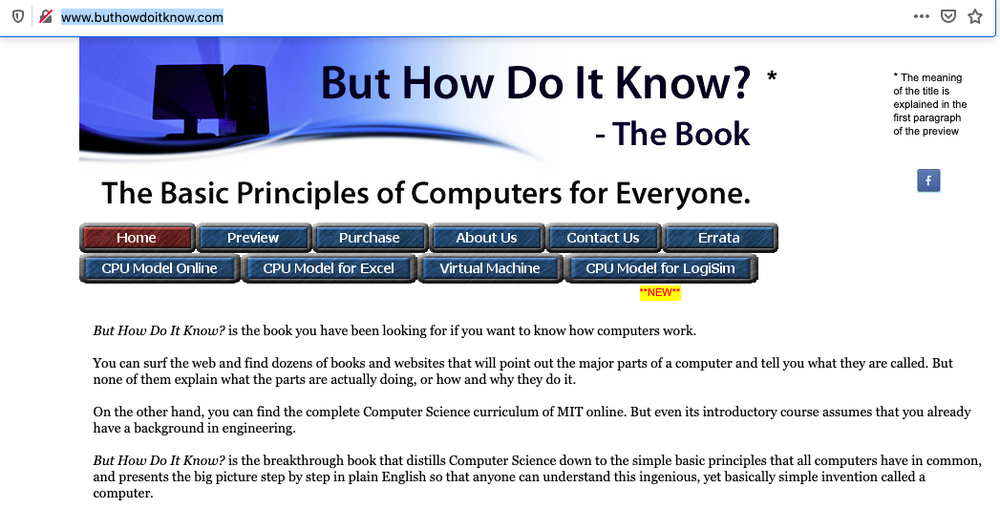 www.buthowdoitknow.com
But How Do It Know? *
- The Book
* The meaning
of the title is
explained in the
first paragraph
of the preview
f
The Basic Principles of Computers for Everyone.
Home Preview Purchase About Us Contact Us Errata
CPU Model Online CPU Model for Excel Virtual Machine CPU Model for LogiSim
**NEW**
But How Do It Know? is the book you have been looking for if you want to know how computers work.
You can surf the web and find dozens of books and websites that will point out the major parts of a computer and tell you what they are called. But
none of them explain what the parts are actually doing, or how and why they do it.
On the other hand, you can find the complete Computer Science curriculum of MIT online. But even its introductory course assumes that you already
have a background in engineering.
But How Do It Know? is the breakthrough book that distills Computer Science down to the simple basic principles that all computers have in common,
and presents the big picture step by step in plain English so that anyone can understand this ingenious, yet basically simple invention called a
computer.